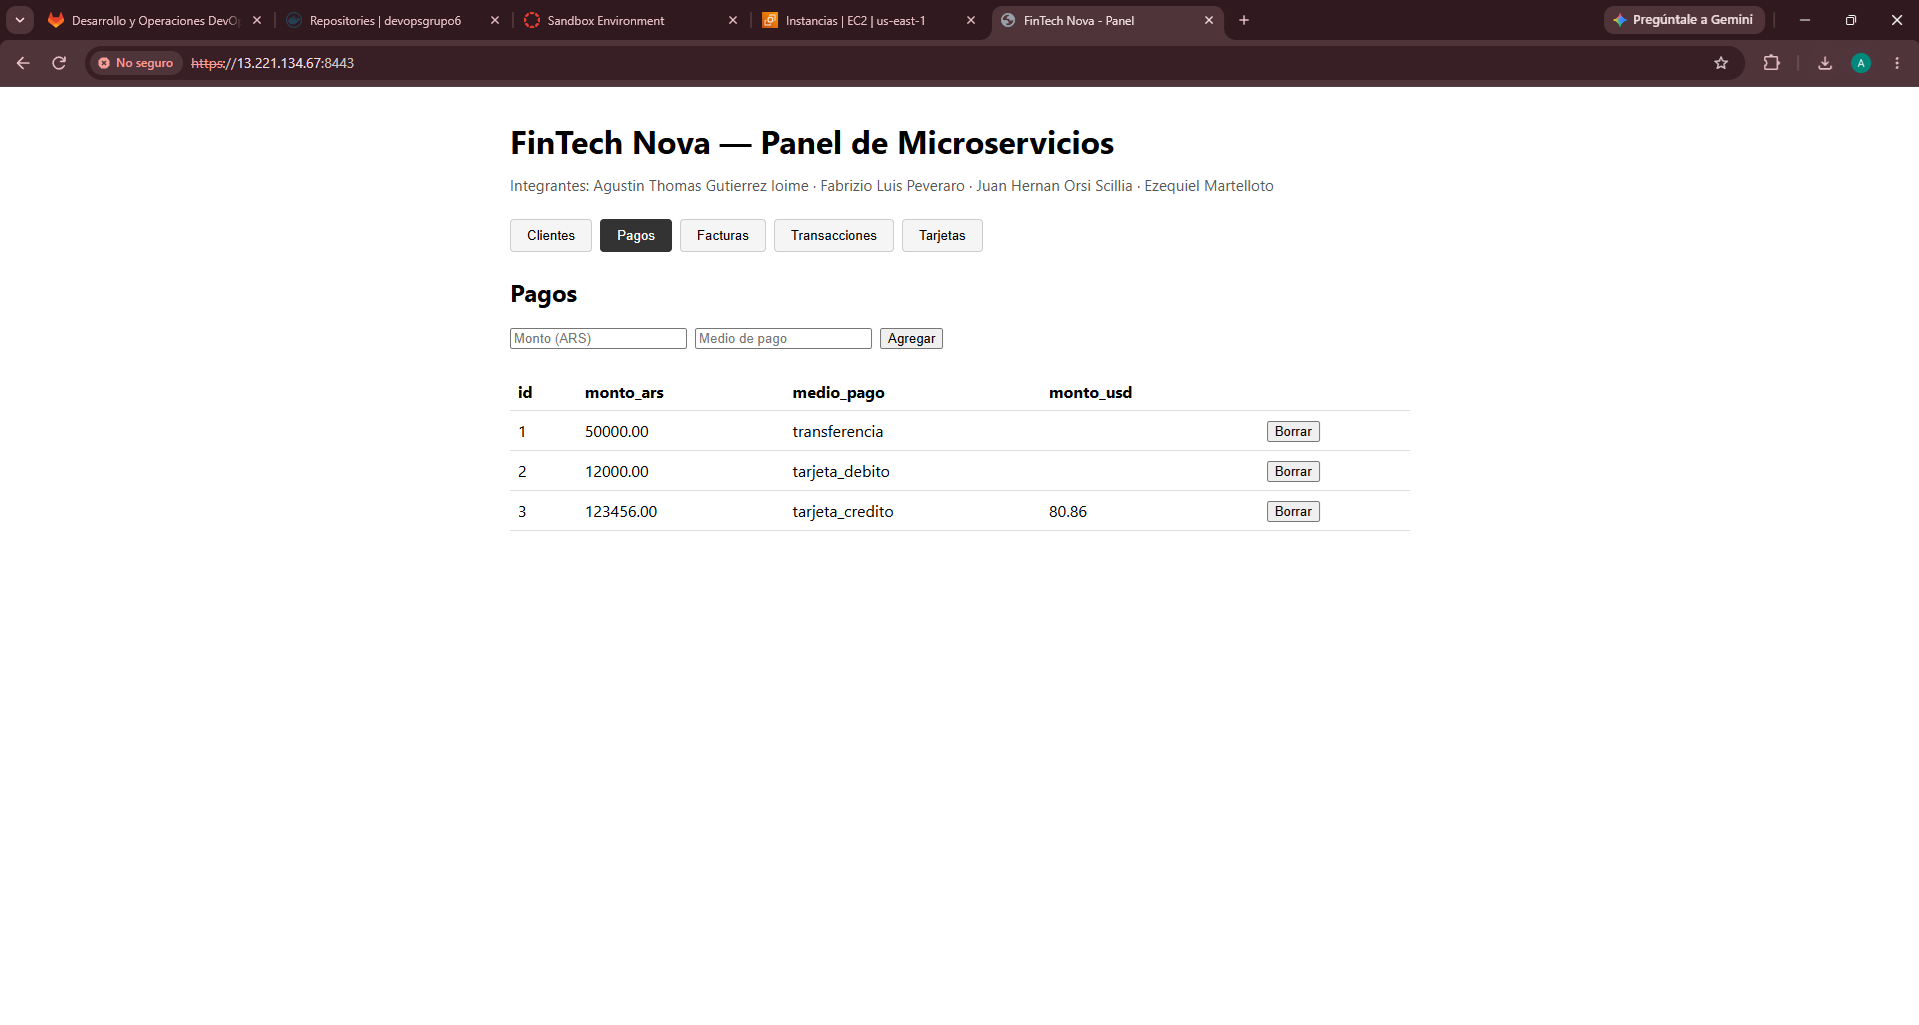 Desarrollo y Operaciones DevOp
Repositories | devopsgrupo6
Sandbox Environment
Instancias | EC2 | us-east-1
FinTech Nova - Panel
Pregúntale a Gemini
No seguro
https://13.221.134.67:8443
A
FinTech Nova — Panel de Microservicios
Integrantes: Agustin Thomas Gutierrez Ioime · Fabrizio Luis Peveraro · Juan Hernan Orsi Scillia · Ezequiel Martelloto
Clientes Pagos Facturas Transacciones Tarjetas
Pagos
Monto (ARS) Medio de pago Agregar
id monto_ars medio_pago monto_usd
1 50000.00 transferencia Borrar
2 12000.00 tarjeta_debito Borrar
3 123456.00 tarjeta_credito 80.86 Borrar